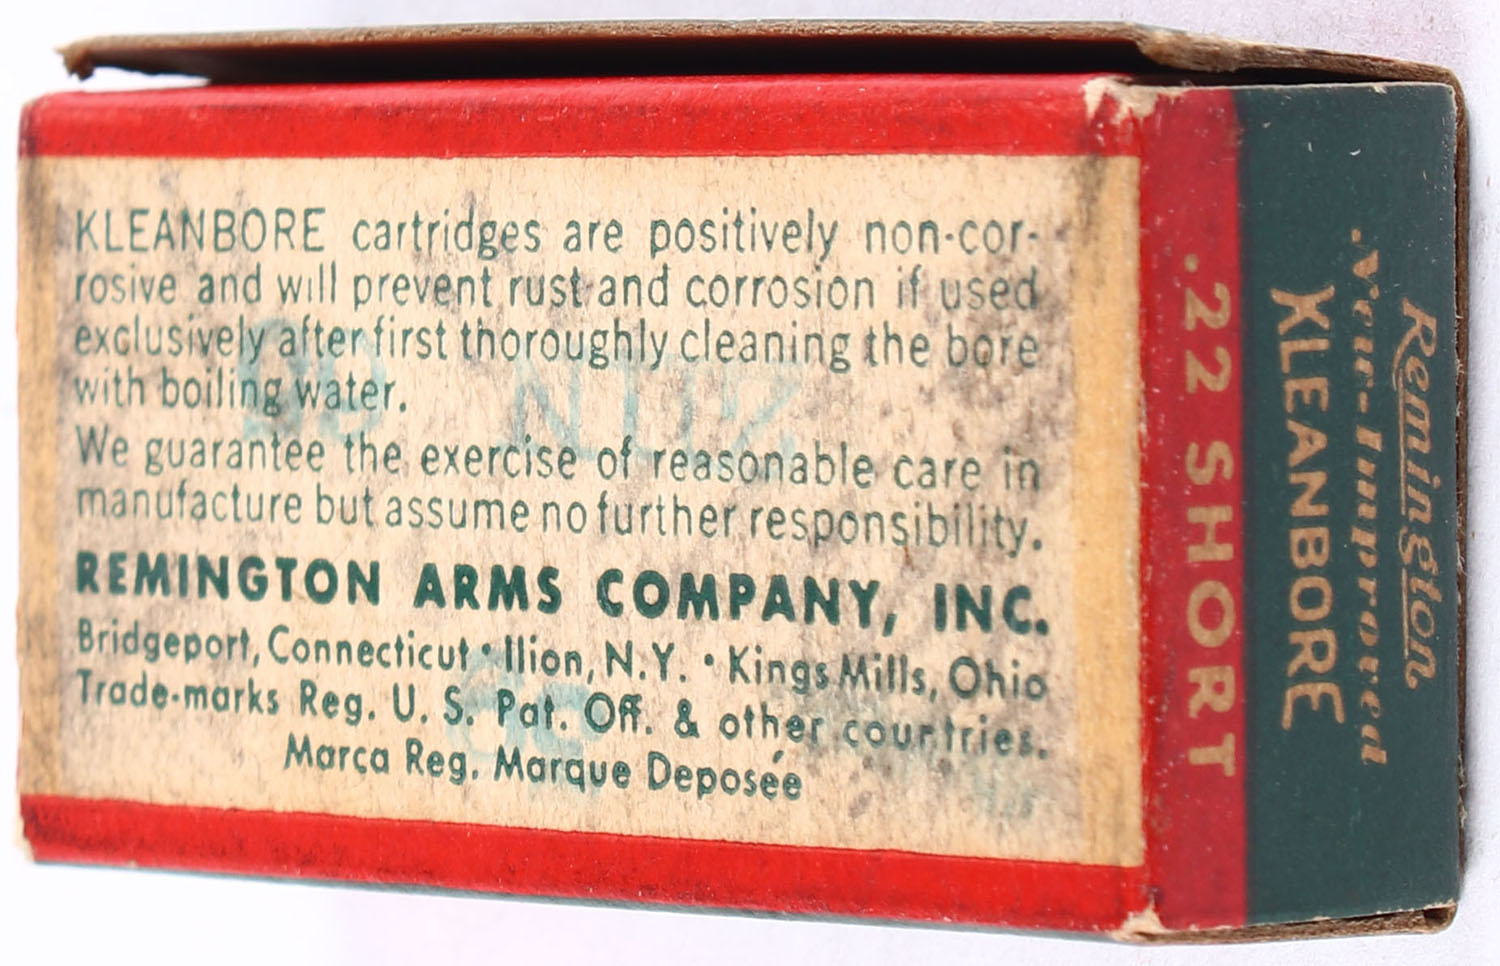 KLEANBORE cartridges are positively non-cor-
rosive and will prevent rust and corrosion if used
exclusively after first thoroughly cleaning the bore
with boiling water.
We guarantee the exercise of reasonable care in
manufacture but assume no further responsibility.
REMINGTON ARMS COMPANY, INC.
Bridgeport, Connecticut • Ilion, N.Y. • Kings Mills, Ohio
Trade-marks Reg. U. S. Pat. Off. & other countries.
Marca Reg. Marque Deposée
Remington
New-Improved
KLEANBORE
.22 SHORT